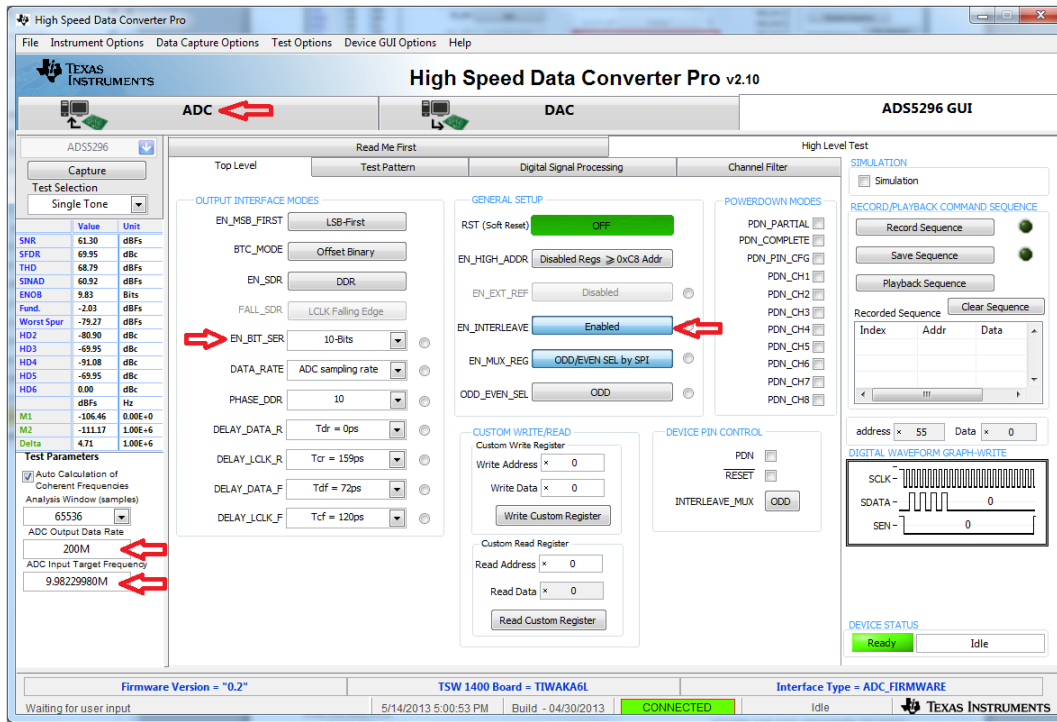 High Speed Data Converter Pro
File Instrument Options Data Capture Options Test Options Device GUI Options Help
TEXAS INSTRUMENTS
High Speed Data Converter Pro v2.10
ADC
DAC
ADS5296 GUI
ADS5296
Capture
Test Selection
Single Tone
Value Unit
SNR 61.30 dBFs
SFDR 69.95 dBc
THD 68.79 dBFs
SINAD 60.92 dBFs
ENOB 9.83 Bits
Fund. -2.03 dBFs
Worst Spur -79.27 dBFs
HD2 -80.90 dBc
HD3 -69.95 dBc
HD4 -91.08 dBc
HD5 -69.95 dBc
HD6 0.00 dBc
dBFs Hz
M1 -106.46 0.00E+0
M2 -111.17 1.00E+6
Delta 4.71 1.00E+6
Test Parameters
Auto Calculation of
Coherent Frequencies
Analysis Window (samples)
65536
ADC Output Data Rate
200M
ADC Input Target Frequency
9.98229980M
Read Me First
High Level Test
Top Level
Test Pattern
Digital Signal Processing
Channel Filter
OUTPUT INTERFACE MODES
EN_MSB_FIRST LSB-First
BTC_MODE Offset Binary
EN_SDR DDR
FALL_SDR LCLK Falling Edge
EN_BIT_SER 10-Bits
DATA_RATE ADC sampling rate
PHASE_DDR 10
DELAY_DATA_R Tdr = 0ps
DELAY_LCLK_R Tcr = 159ps
DELAY_DATA_F Tdf = 72ps
DELAY_LCLK_F Tcf = 120ps
GENERAL SETUP
RST (Soft Reset) OFF
EN_HIGH_ADDR Disabled Regs ⩾ 0xC8 Addr
EN_EXT_REF Disabled
EN_INTERLEAVE Enabled
EN_MUX_REG ODD/EVEN SEL by SPI
ODD_EVEN_SEL ODD
CUSTOM WRITE/READ
Custom Write Register
Write Address × 0
Write Data × 0
Write Custom Register
Custom Read Register
Read Address × 0
Read Data × 0
Read Custom Register
POWERDOWN MODES
PDN_PARTIAL
PDN_COMPLETE
PDN_PIN_CFG
PDN_CH1
PDN_CH2
PDN_CH3
PDN_CH4
PDN_CH5
PDN_CH6
PDN_CH7
PDN_CH8
DEVICE PIN CONTROL
PDN
RESET
INTERLEAVE_MUX ODD
SIMULATION
Simulation
RECORD/PLAYBACK COMMAND SEQUENCE
Record Sequence
Save Sequence
Playback Sequence
Recorded Sequence Clear Sequence
Index Addr Data
address × 55 Data × 0
DIGITAL WAVEFORM GRAPH-WRITE
SCLK
SDATA 0
SEN 0
DEVICE STATUS
Ready Idle
Firmware Version = "0.2"
TSW 1400 Board = TIWAKA6L
Interface Type = ADC_FIRMWARE
Waiting for user input
5/14/2013 5:00:53 PM
Build - 04/30/2013
CONNECTED
Idle
TEXAS INSTRUMENTS